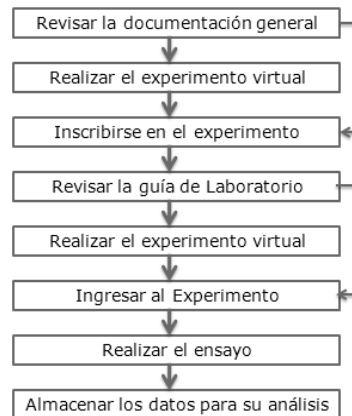 Revisar la documentación general
Realizar el experimento virtual
Inscribirse en el experimento
Revisar la guía de Laboratorio
Realizar el experimento virtual
Ingresar al Experimento
Realizar el ensayo
Almacenar los datos para su análisis